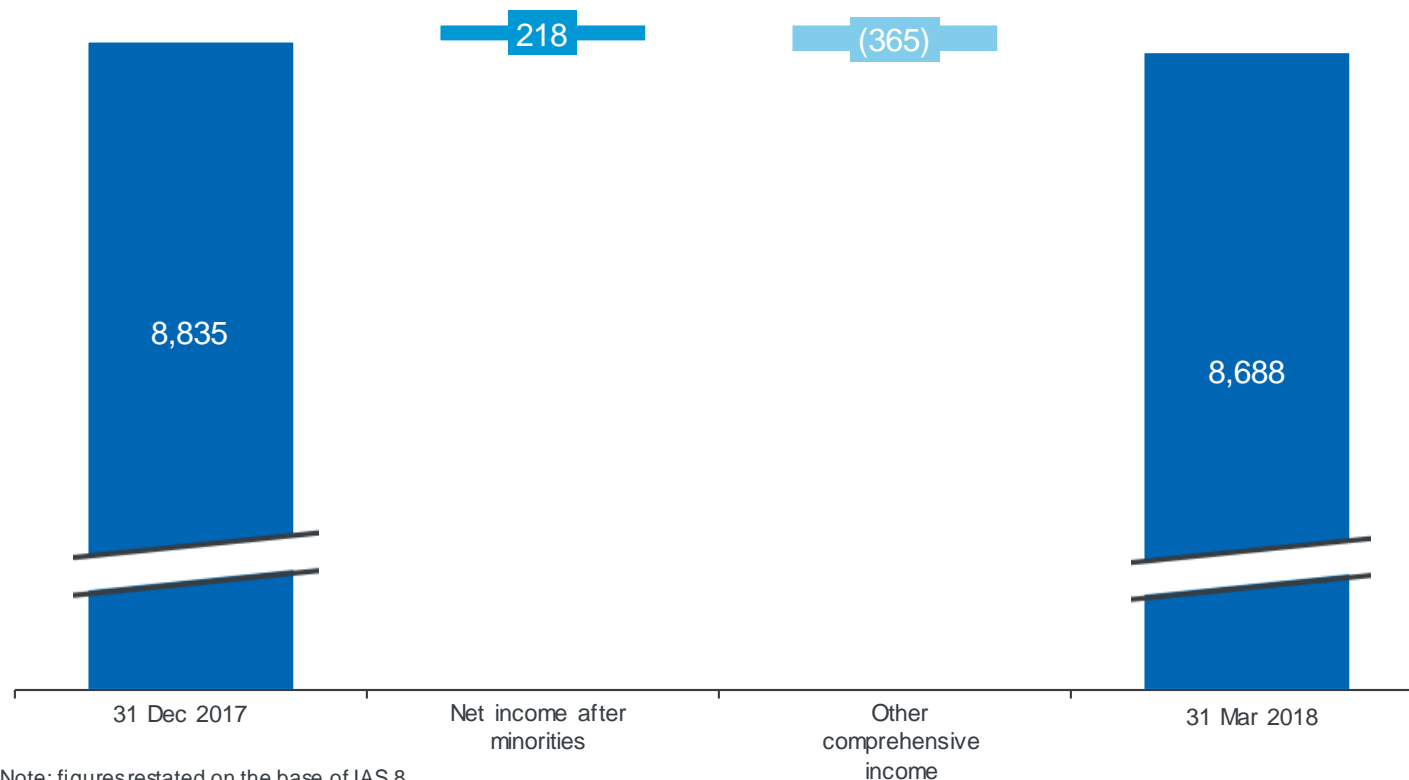 218
(365)
8,835
8,688
31 Dec 2017
Net income after
minorities
Other
comprehensive
income
31 Mar 2018
Note: figures restated on the base of IAS 8